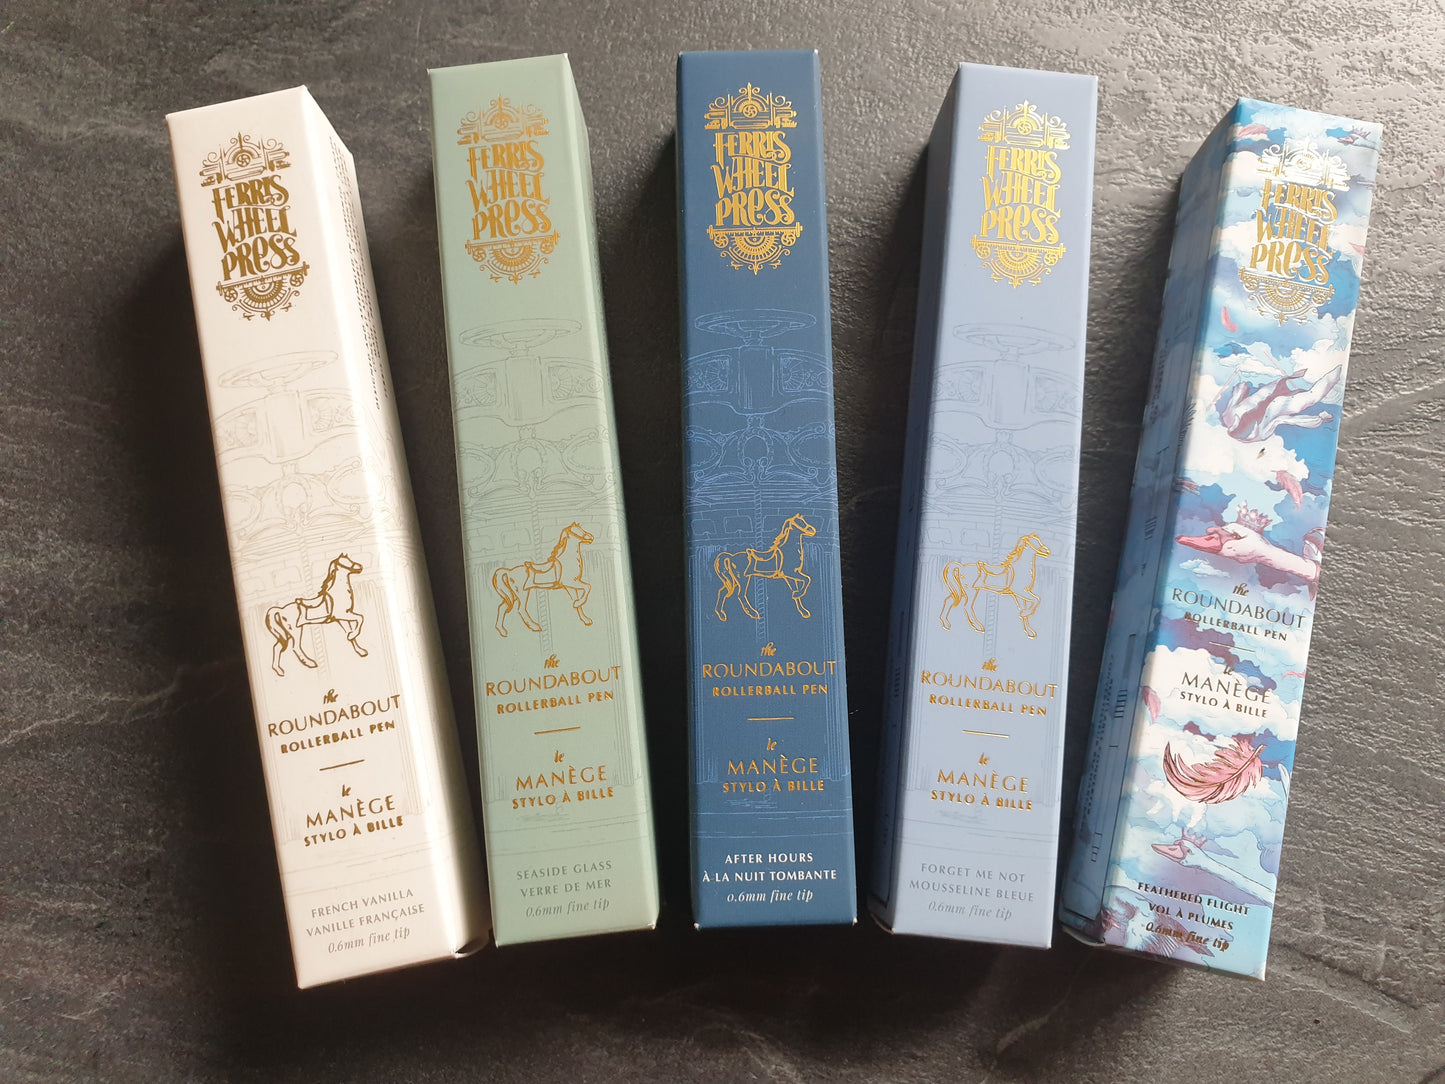 FERRIS
WHEEL
PRESS
the
ROUNDABOUT
ROLLERBALL PEN
le
MANÈGE
STYLO À BILLE
FRENCH VANILLA
VANILLE FRANÇAISE
0.6mm fine tip
FERRIS
WHEEL
PRESS
the
ROUNDABOUT
ROLLERBALL PEN
le
MANÈGE
STYLO À BILLE
SEASIDE GLASS
VERRE DE MER
0.6mm fine tip
FERRIS
WHEEL
PRESS
the
ROUNDABOUT
ROLLERBALL PEN
le
MANÈGE
STYLO À BILLE
AFTER HOURS
À LA NUIT TOMBANTE
0.6mm fine tip
FERRIS
WHEEL
PRESS
the
ROUNDABOUT
ROLLERBALL PEN
le
MANÈGE
STYLO À BILLE
FORGET ME NOT
MOUSSELINE BLEUE
0.6mm fine tip
FERRIS
WHEEL
PRESS
the
ROUNDABOUT
ROLLERBALL PEN
le
MANÈGE
STYLO À BILLE
FEATHERED FLIGHT
VOL À PLUMES
0.6mm fine tip